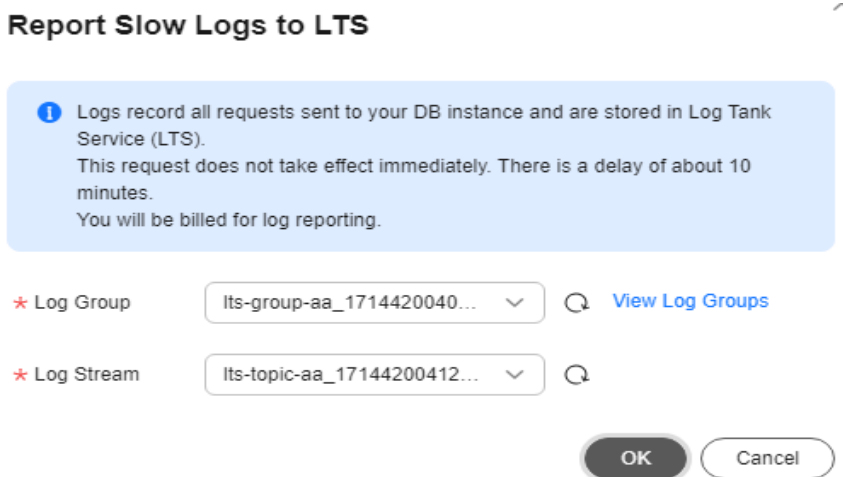 Report Slow Logs to LTS
Logs record all requests sent to your DB instance and are stored in Log Tank
Service (LTS).
This request does not take effect immediately. There is a delay of about 10
minutes.
You will be billed for log reporting.
* Log Group lts-group-aa_1714420040... View Log Groups
* Log Stream lts-topic-aa_17144200412...
OK Cancel